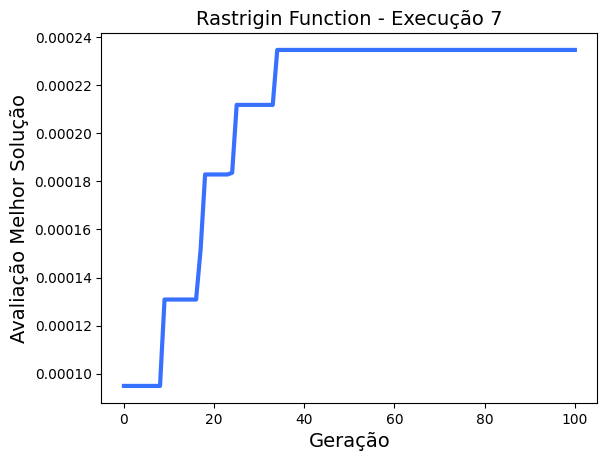 Rastrigin Function - Execução 7
Avaliação Melhor Solução
0.00024
0.00022
0.00020
0.00018
0.00016
0.00014
0.00012
0.00010
0 20 40 60 80 100
Geração